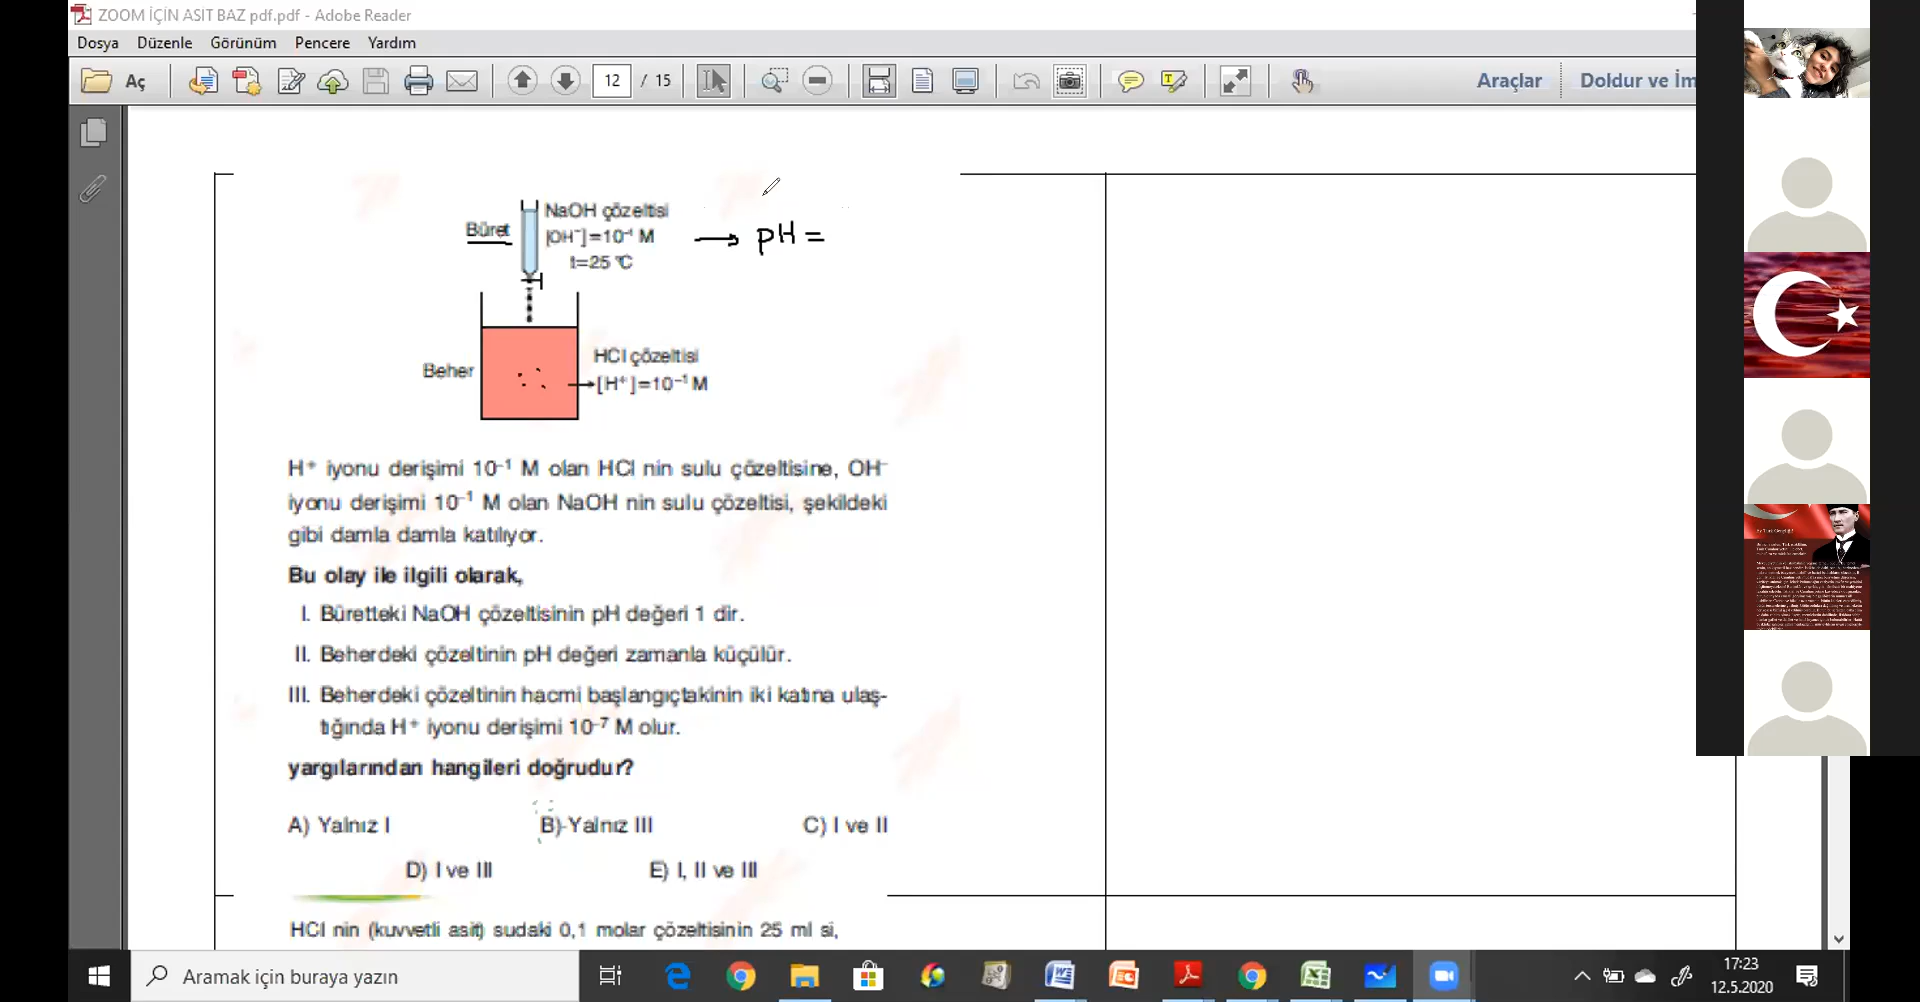 ZOOM İÇİN ASİT BAZ pdf.pdf - Adobe Reader
Dosya Düzenle Görünüm Pencere Yardım
Aç 12 / 15 Araçlar Doldur ve İm
NaOH çözeltisi
Büret [OH⁻]=10⁻¹ M → pH =
t=25 °C
HCl çözeltisi
Beher [H⁺]=10⁻¹ M
H⁺ iyonu derişimi 10⁻¹ M olan HCl nin sulu çözeltisine, OH⁻
iyonu derişimi 10⁻¹ M olan NaOH nin sulu çözeltisi, şekildeki
gibi damla damla katılıyor.
Bu olay ile ilgili olarak,
I. Büretteki NaOH çözeltisinin pH değeri 1 dir.
II. Beherdeki çözeltinin pH değeri zamanla küçülür.
III. Beherdeki çözeltinin hacmi başlangıçtakinin iki katına ulaş-
tığında H⁺ iyonu derişimi 10⁻⁷ M olur.
yargılarından hangileri doğrudur?
A) Yalnız I B) Yalnız III C) I ve II
D) I ve III E) I, II ve III
HCl nin (kuvvetli asit) sudaki 0,1 molar çözeltisinin 25 ml si,
Aramak için buraya yazın
17:23
12.5.2020